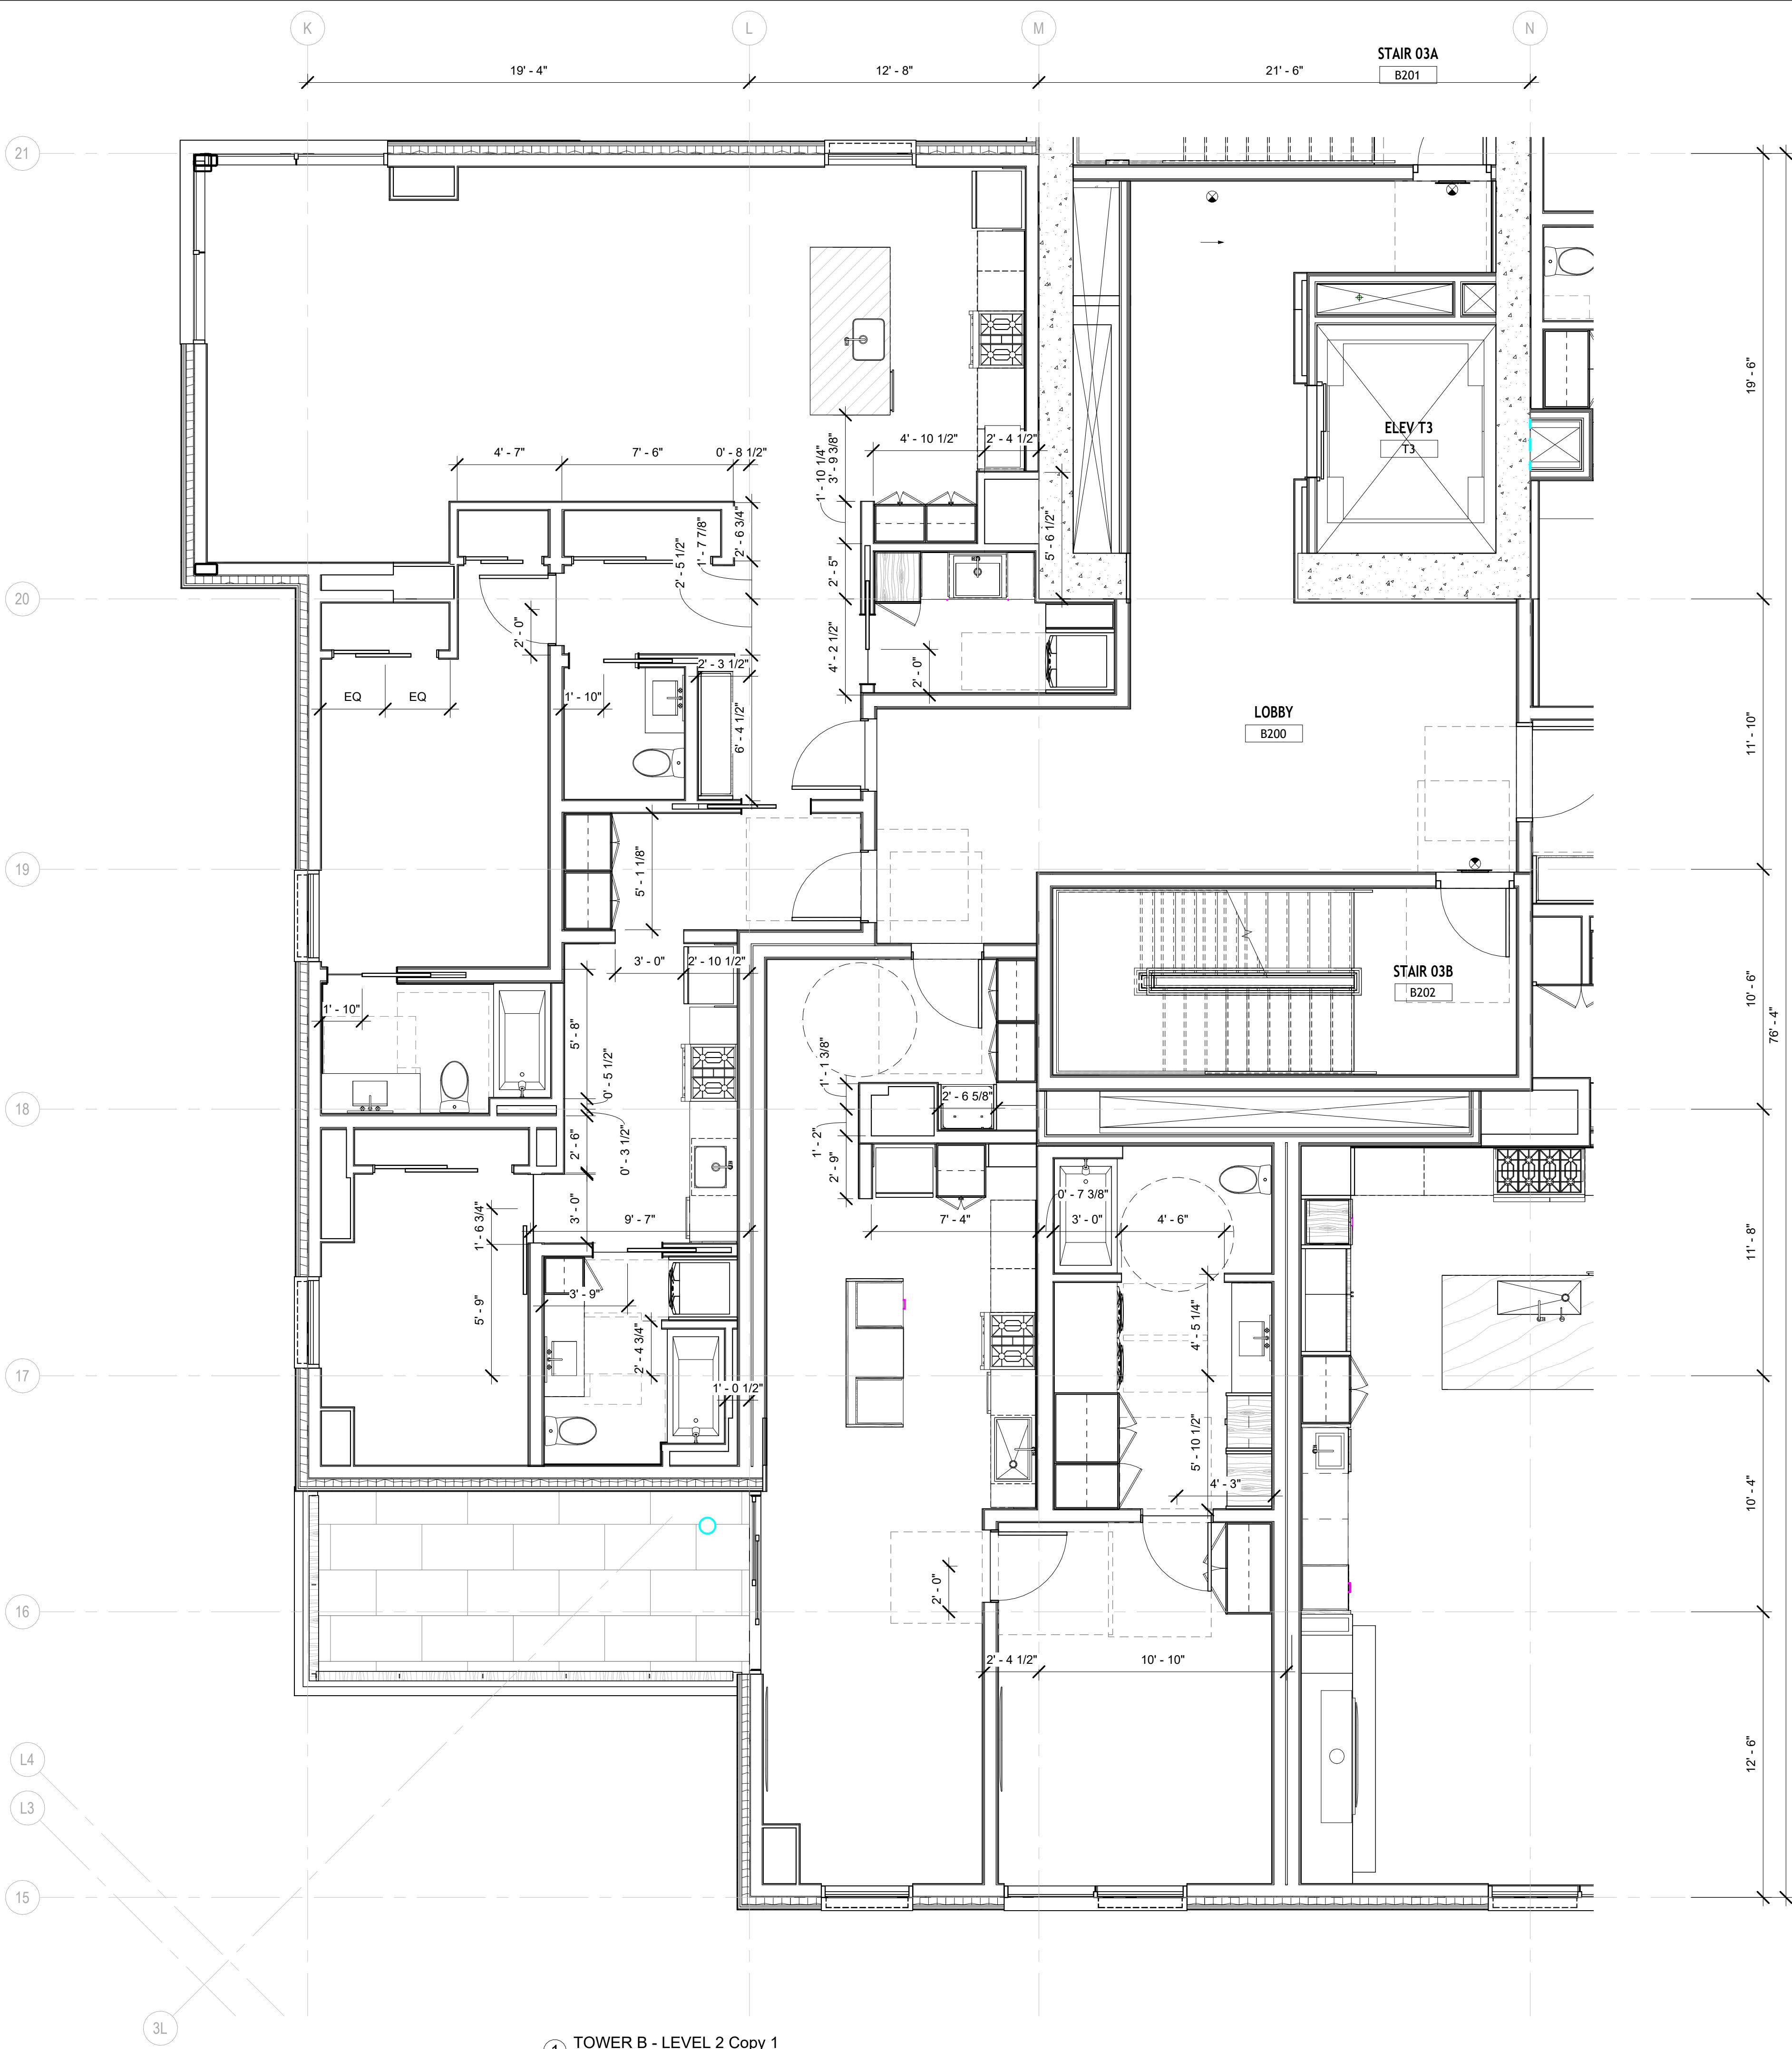 K
L
M
N
STAIR 03A
B201
19' - 4"
12' - 8"
21' - 6"
21
19' - 6"
ELEV T3
T3
4' - 7"
7' - 6"
0' - 8 1/2"
1' - 10 1/4"
3' - 9 3/8"
4' - 10 1/2"
2' - 4 1/2"
2' - 5 1/2"
1' - 7 7/8"
2' - 6 3/4"
2' - 5"
5' - 6 1/2"
20
2' - 0"
4' - 2 1/2"
2' - 0"
EQ
EQ
1' - 10"
2' - 3 1/2"
6' - 4 1/2"
LOBBY
B200
11' - 10"
19
5' - 1 1/8"
3' - 0"
2' - 10 1/2"
STAIR 03B
B202
10' - 6"
76' - 4"
1' - 10"
5' - 8"
0' - 5 1/2"
1' - 1 3/8"
2' - 6 5/8"
18
2' - 6"
0' - 3 1/2"
1' - 2"
2' - 9"
0' - 7 3/8"
1' - 6 3/4"
3' - 0"
9' - 7"
7' - 4"
3' - 0"
4' - 6"
11' - 8"
5' - 9"
3' - 9"
2' - 4 3/4"
4' - 5 1/4"
17
1' - 0 1/2"
5' - 10 1/2"
4' - 3"
10' - 4"
2' - 0"
16
2' - 4 1/2"
10' - 10"
12' - 6"
L4
L3
15
3L
1
TOWER B - LEVEL 2 Copy 1